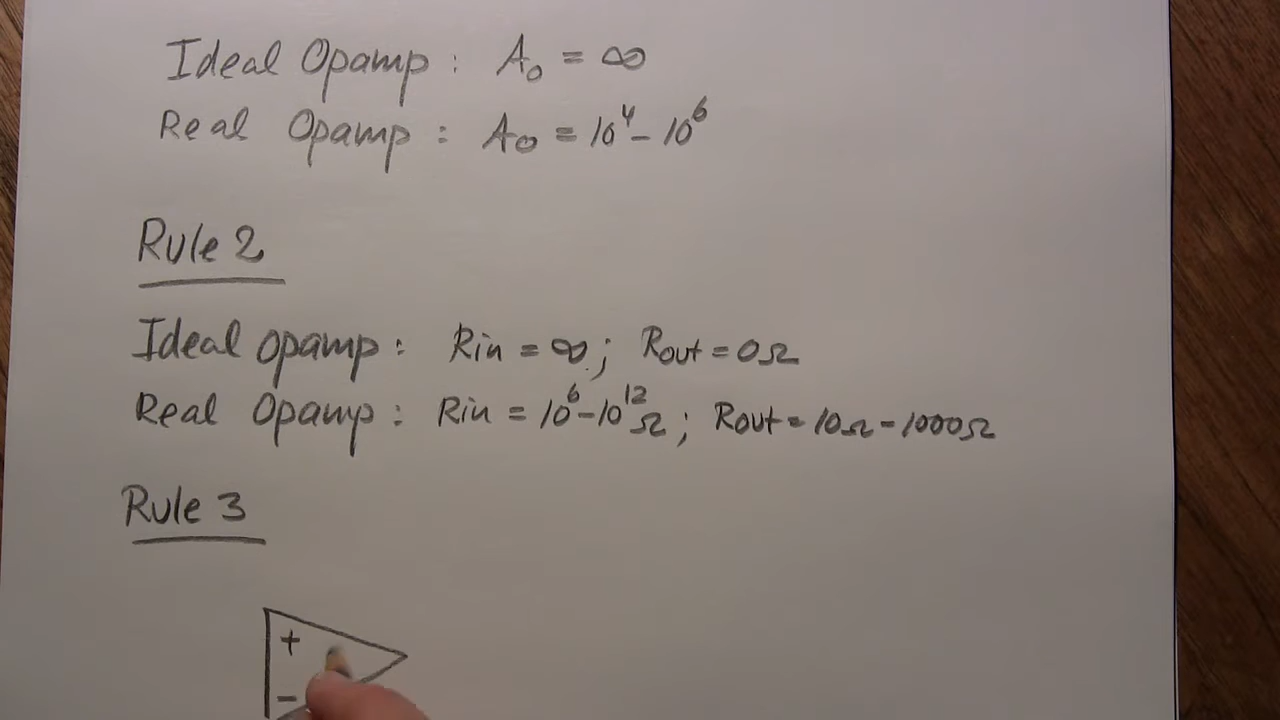 Ideal Opamp : A₀ = ∞
Real Opamp : A₀ = 10⁴ - 10⁶
Rule 2
Ideal opamp : Rin = ∞ ; Rout = 0Ω
Real Opamp : Rin = 10⁶ - 10¹² Ω ; Rout = 10Ω - 1000Ω
Rule 3
+
-